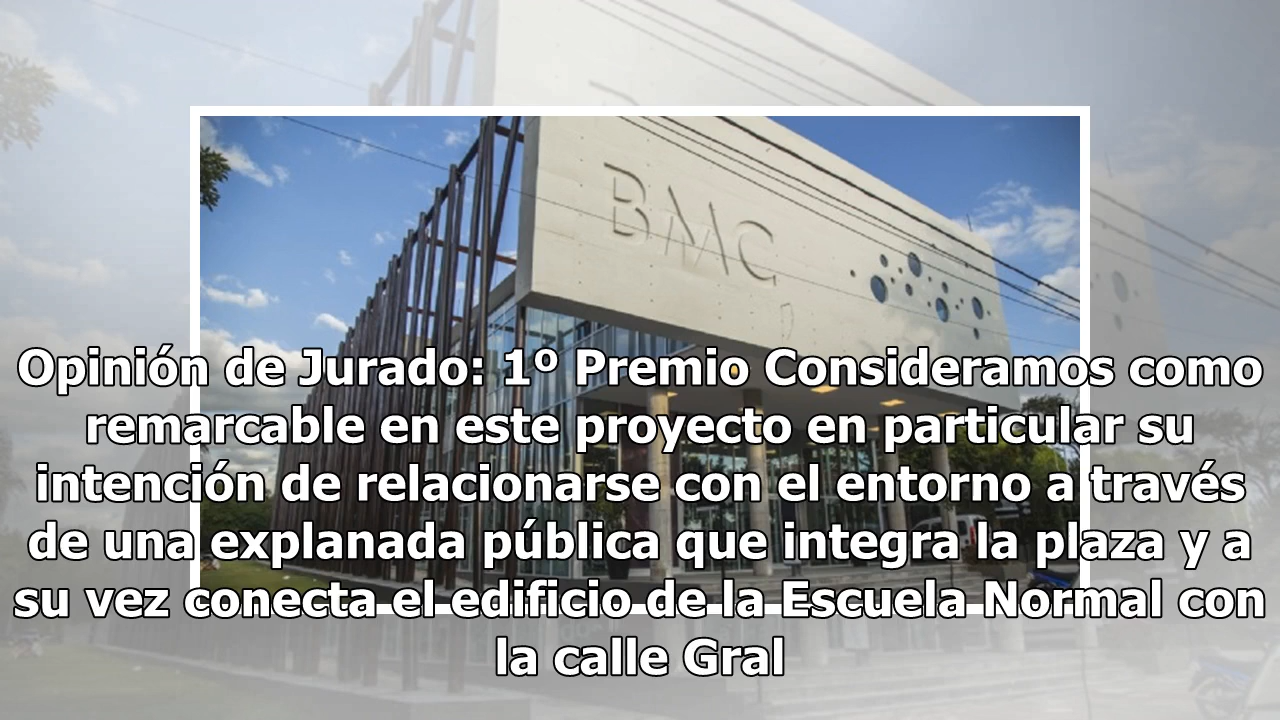 BMC
Opinión de Jurado: 1º Premio Consideramos como
remarcable en este proyecto en particular su
intención de relacionarse con el entorno a través
de una explanada pública que integra la plaza y a
su vez conecta el edificio de la Escuela Normal con
la calle Gral